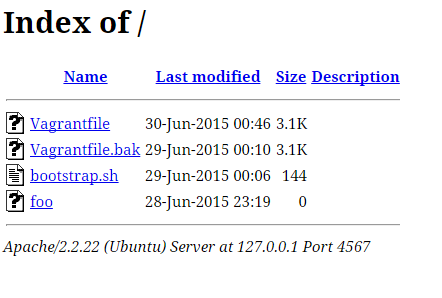 Index of /
Name Last modified Size Description
Vagrantfile 30-Jun-2015 00:46 3.1K
Vagrantfile.bak 29-Jun-2015 00:10 3.1K
bootstrap.sh 29-Jun-2015 00:06 144
foo 28-Jun-2015 23:19 0
Apache/2.2.22 (Ubuntu) Server at 127.0.0.1 Port 4567